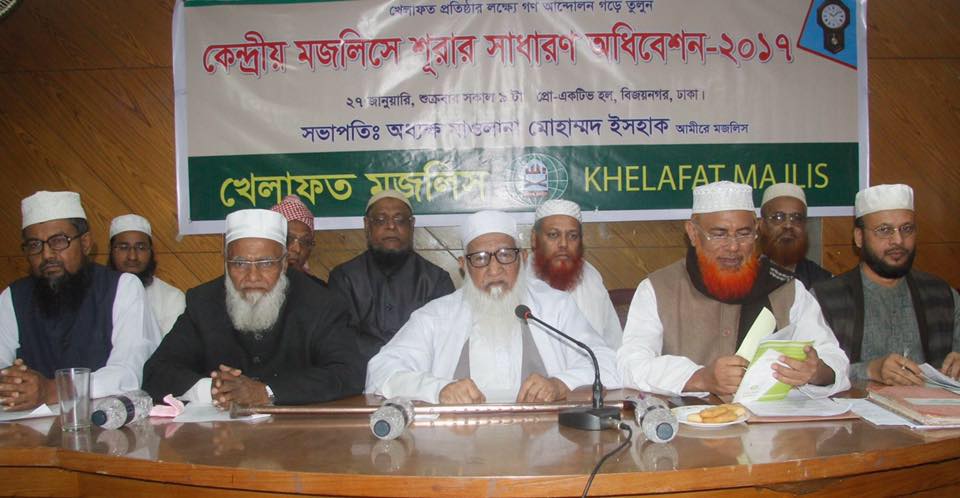 খেলাফত প্রতিষ্ঠার লক্ষ্যে গণ আন্দোলন গড়ে তুলুন
কেন্দ্রীয় মজলিসে শূরার সাধারণ অধিবেশন-২০১৭
২৭ জানুয়ারি, শুক্রবার সকাল ৯ টা প্রো-একটিভ হল, বিজয়নগর, ঢাকা।
সভাপতিঃ অধ্যক্ষ মাওলানা মোহাম্মদ ইসহাক আমীরে মজলিস
খেলাফত মজলিস KHELAFAT MAJLIS